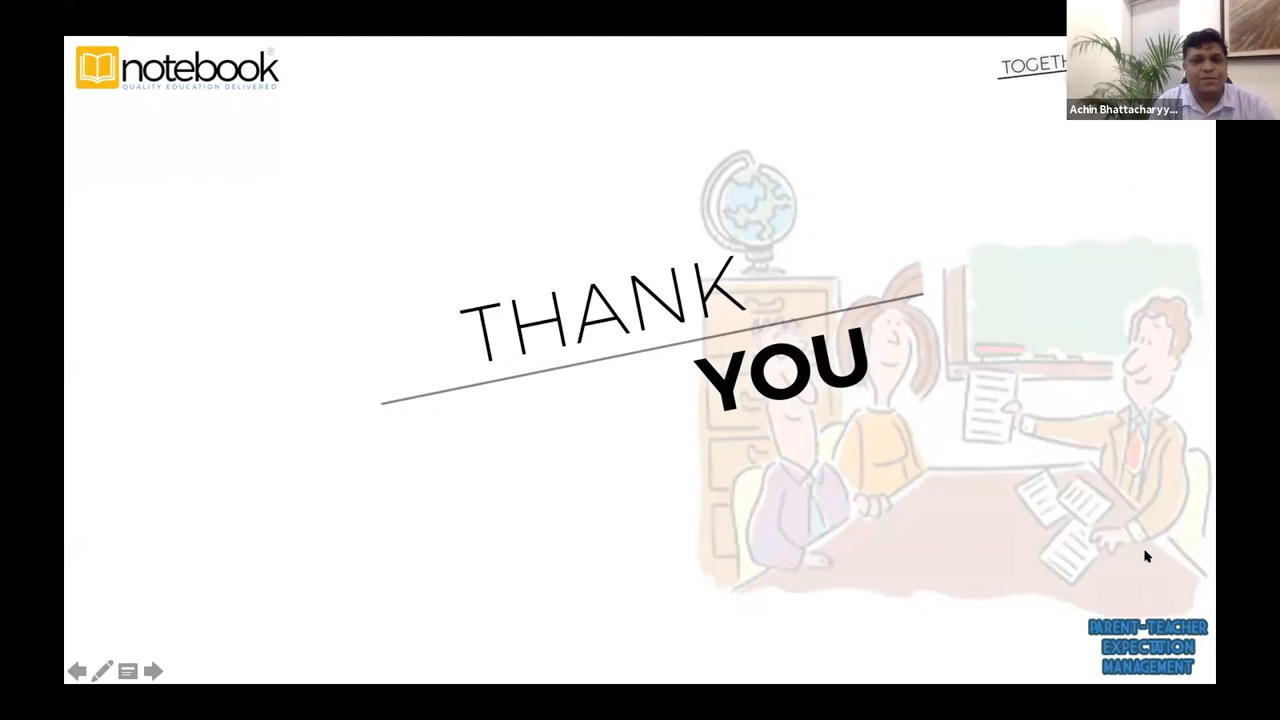 notebook®
QUALITY EDUCATION DELIVERED
TOGETH
Achin Bhattacharyy...
THANK
YOU
PARENT-TEACHER
EXPECTATION
MANAGEMENT